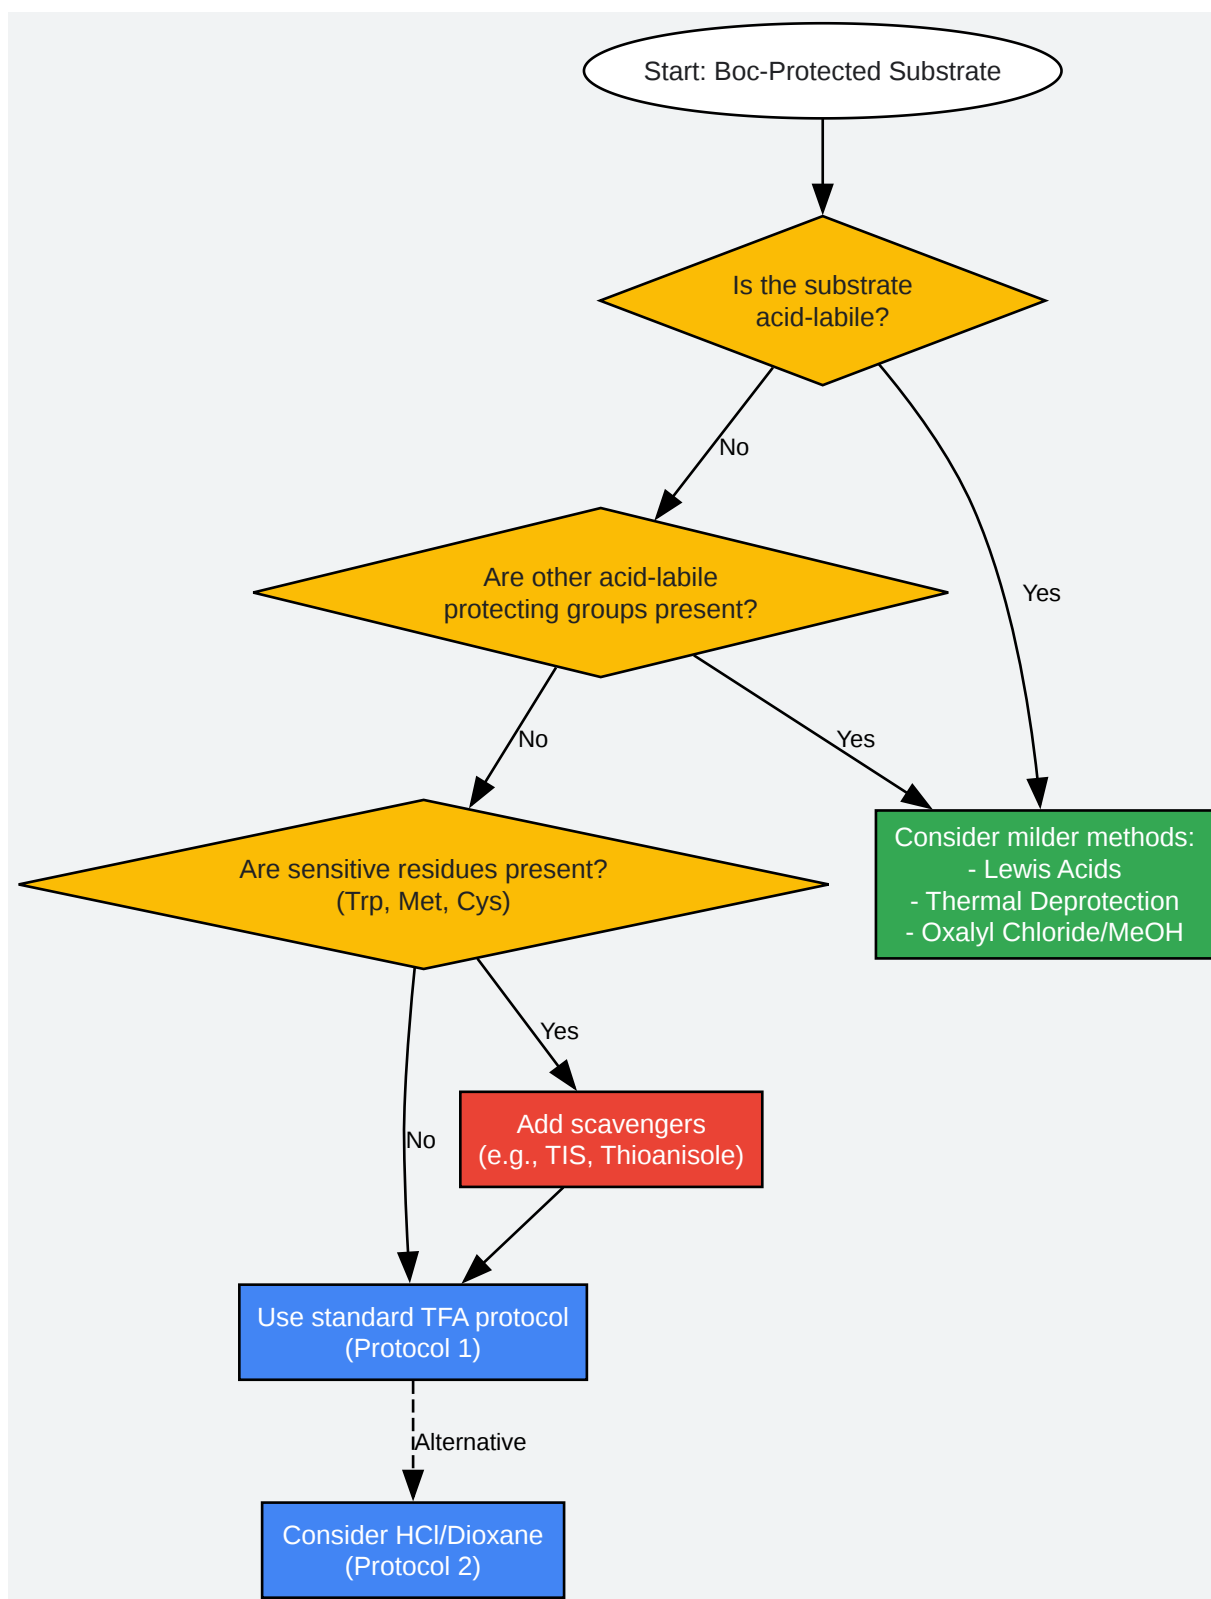 Start: Boc-Protected Substrate
Is the substrate
acid-labile?
No
Yes
Are other acid-labile
protecting groups present?
No
Yes
Consider milder methods:
- Lewis Acids
- Thermal Deprotection
- Oxalyl Chloride/MeOH
Are sensitive residues present?
(Trp, Met, Cys)
Yes
No
Add scavengers
(e.g., TIS, Thioanisole)
Use standard TFA protocol
(Protocol 1)
Alternative
Consider HCl/Dioxane
(Protocol 2)